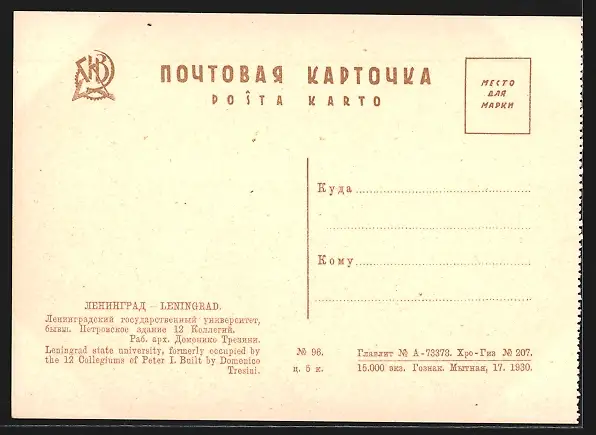 ПОЧТОВАЯ КАРТОЧКА
POŜTA KARTO
МЕСТО
ДЛЯ
МАРКИ
Куда
Кому
ЛЕНИНГРАД – LENINGRAD.
Ленинградский государственный университет,
бывш. Петровское здание 12 Коллегий.
Раб. арх. Доменико Трезини.
Leningrad state university, formerly occupied by
the 12 Collegiums of Peter I. Built by Domenico
Tresini.
№ 96.
ц. 5 к.
Главлит № А-73373. Хро-Гиз № 207.
15.000 экз. Гознак. Мытная, 17. 1930.